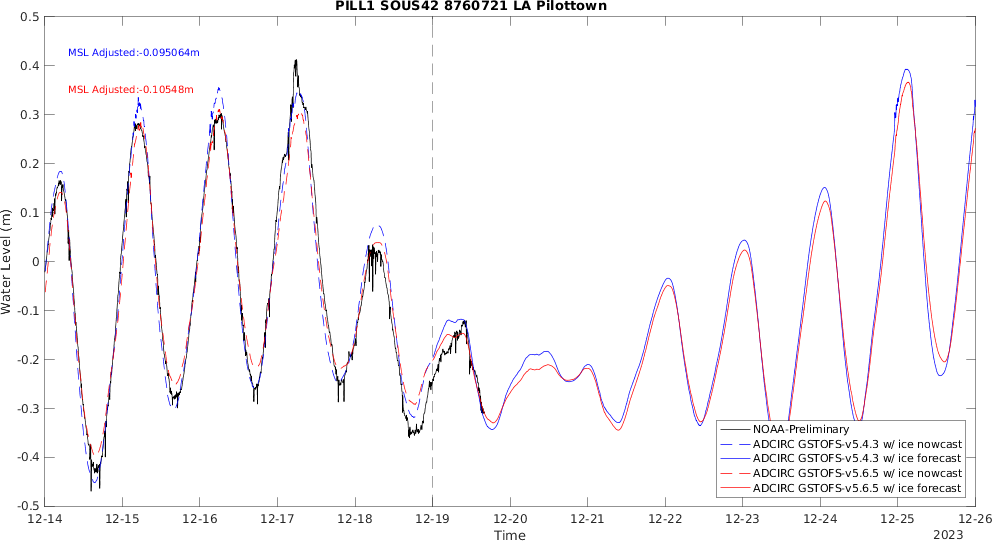 PILL1 SOUS42 8760721 LA Pilottown
MSL Adjusted:-0.095064m
MSL Adjusted:-0.10548m
Water Level (m)
0.5
0.4
0.3
0.2
0.1
0
-0.1
-0.2
-0.3
-0.4
-0.5
NOAA-Preliminary
ADCIRC GSTOFS-v5.4.3 w/ ice nowcast
ADCIRC GSTOFS-v5.4.3 w/ ice forecast
ADCIRC GSTOFS-v5.6.5 w/ ice nowcast
ADCIRC GSTOFS-v5.6.5 w/ ice forecast
12-14 12-15 12-16 12-17 12-18 12-19 12-20 12-21 12-22 12-23 12-24 12-25 12-26
Time
2023